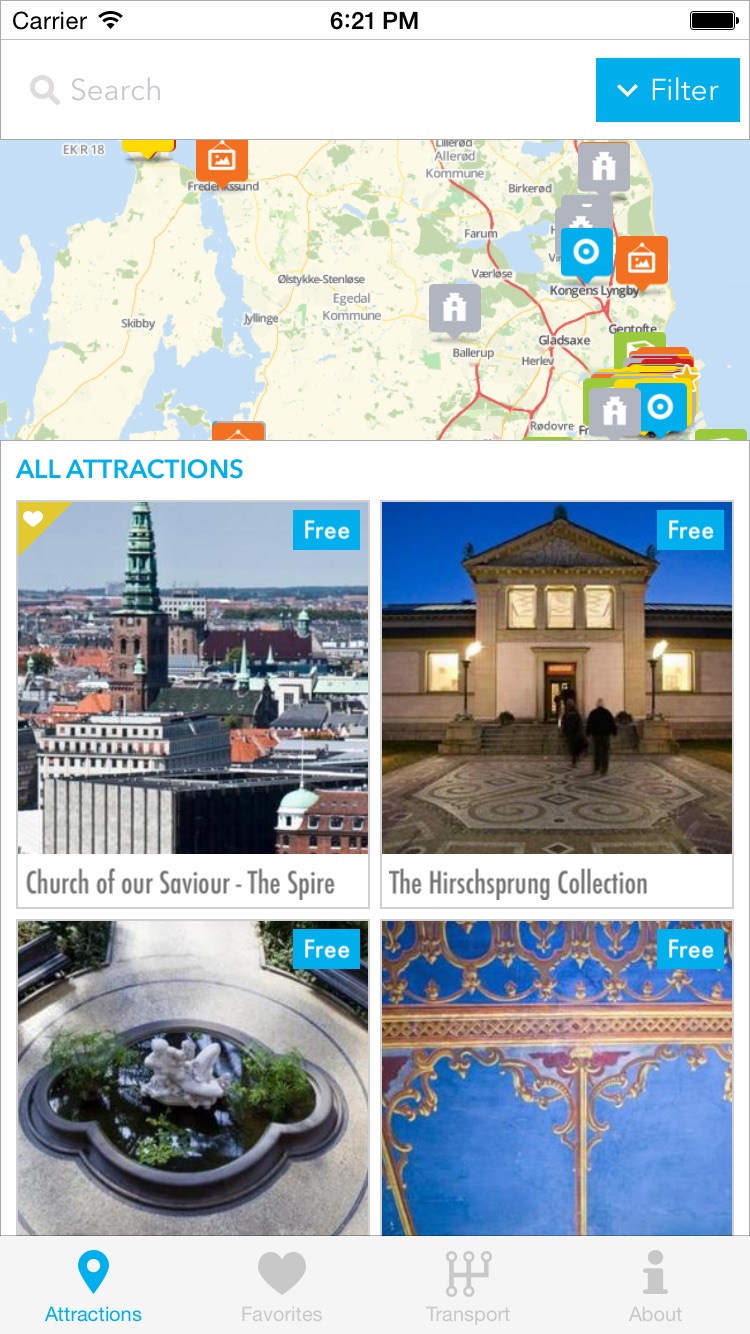 Carrier 6:21 PM
Search
Filter
EKR 18
Lillerød
Allerød
Kommune
Frederikssund
Birkerød
Farum
Værløse
Ølstykke-Stenløse
Kongens Lyngby
Egedal
Kommune
Skibby
Jyllinge
Gentofte
Gladsaxe
Ballerup
Herlev
Rødovre
ALL ATTRACTIONS
Free
Free
Church of our Saviour - The Spire
The Hirschsprung Collection
Free
Free
Attractions
Favorites
Transport
About